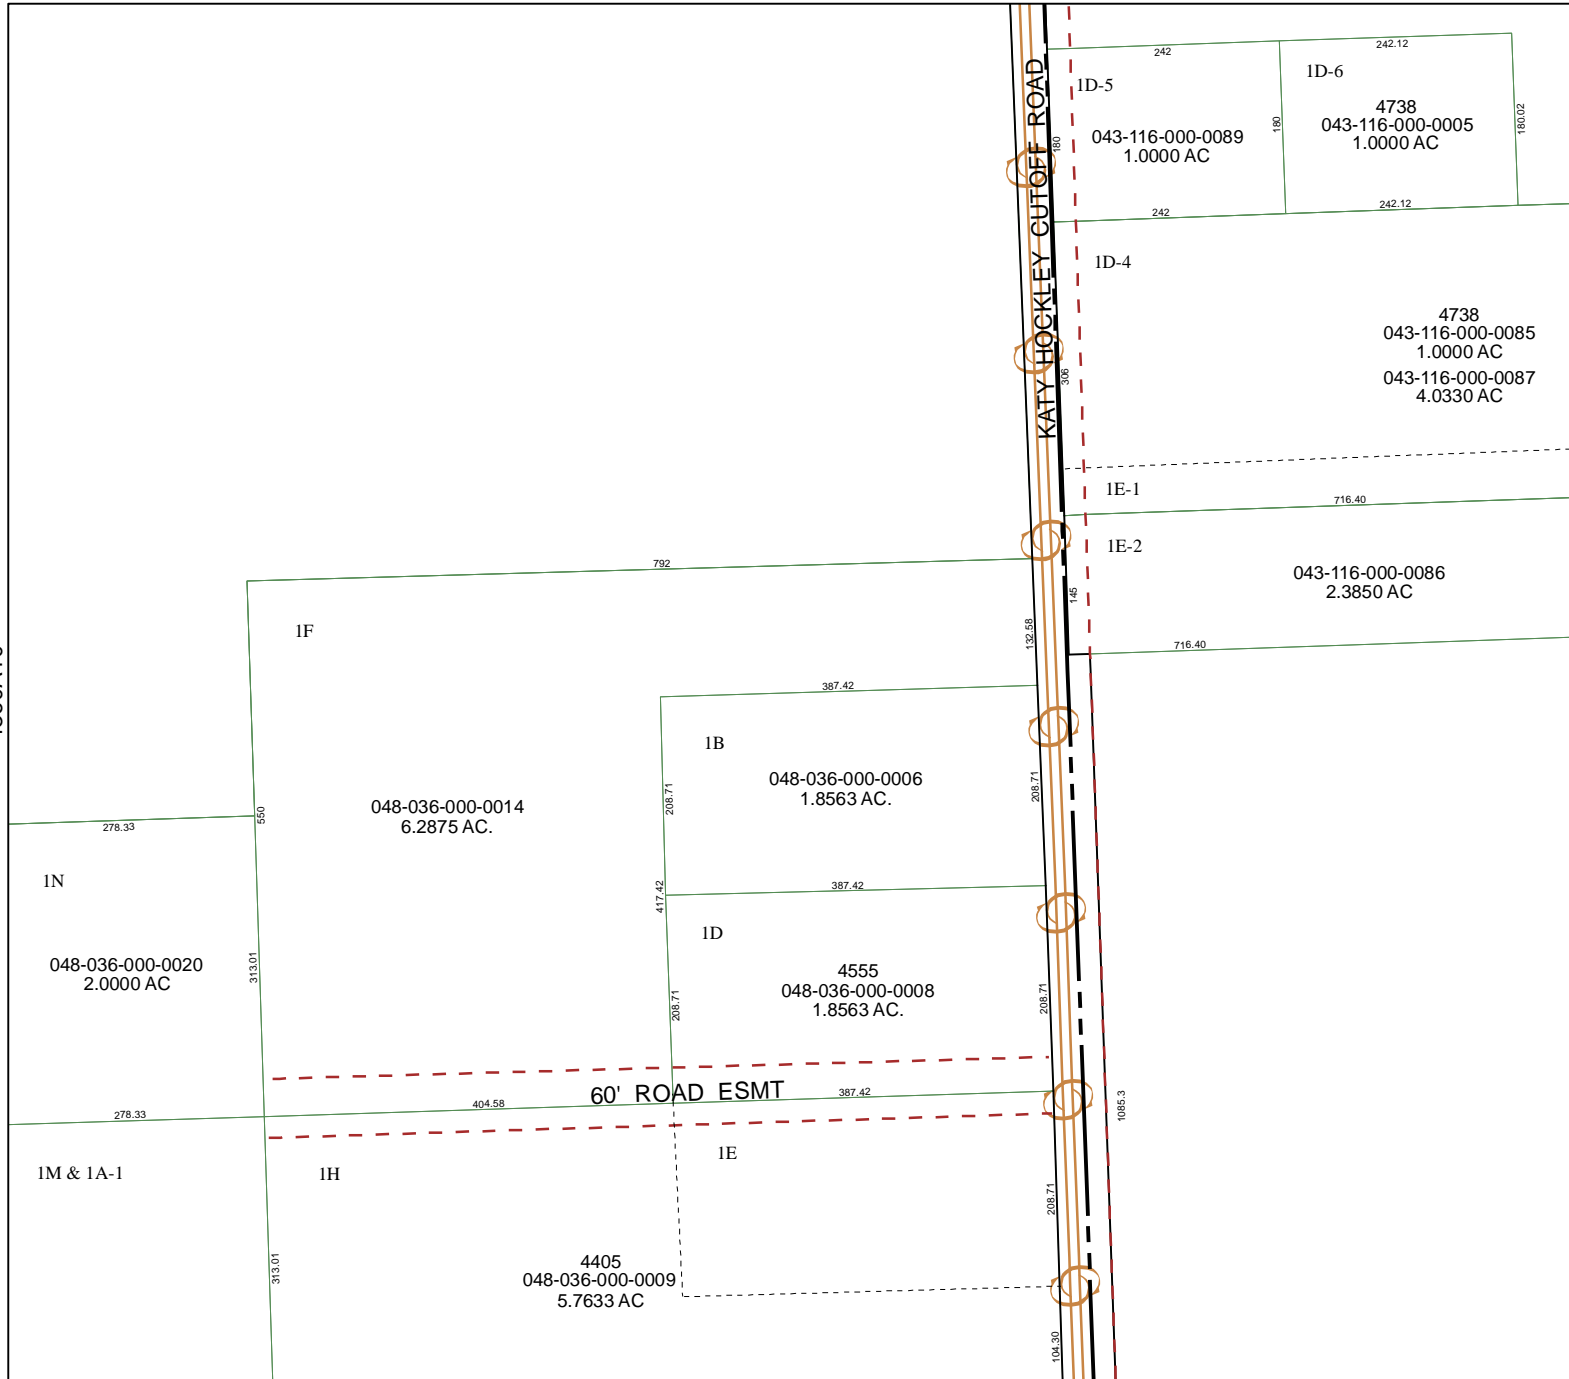 242
242.12
1D-5
1D-6
4738
043-116-000-0005
1.0000 AC
043-116-000-0089
1.0000 AC
180
180
180.02
KATY HOCKLEY CUTOFF ROAD
242
242.12
1D-4
4738
043-116-000-0085
1.0000 AC
043-116-000-0087
4.0330 AC
306
1E-1
716.40
1E-2
043-116-000-0086
2.3850 AC
145
716.40
792
1F
132.58
387.42
1B
048-036-000-0006
1.8563 AC.
208.71
208.71
048-036-000-0014
6.2875 AC.
550
278.33
1N
387.42
417.42
1D
048-036-000-0020
2.0000 AC
313.01
4555
048-036-000-0008
1.8563 AC.
208.71
208.71
60' ROAD ESMT
387.42
404.58
278.33
1085.3
1M & 1A-1
1H
1E
208.71
313.01
4405
048-036-000-0009
5.7633 AC
104.30